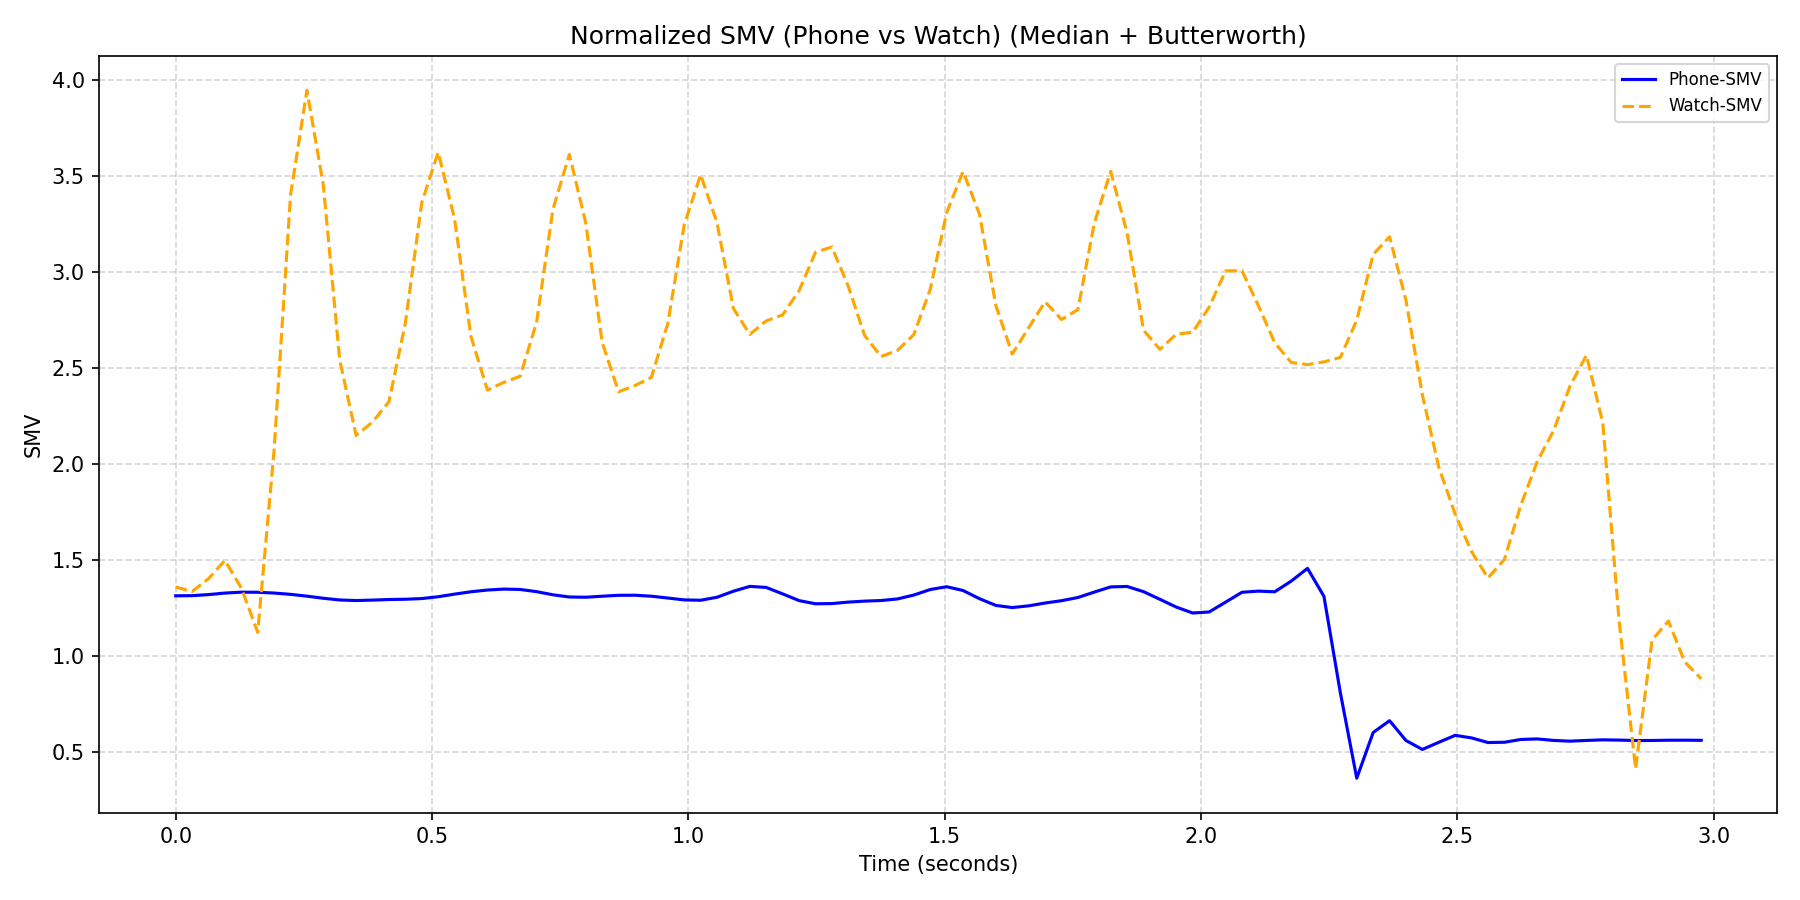 Normalized SMV (Phone vs Watch) (Median + Butterworth)
Phone-SMV
Watch-SMV
SMV
4.0
3.5
3.0
2.5
2.0
1.5
1.0
0.5
0.0 0.5 1.0 1.5 2.0 2.5 3.0
Time (seconds)